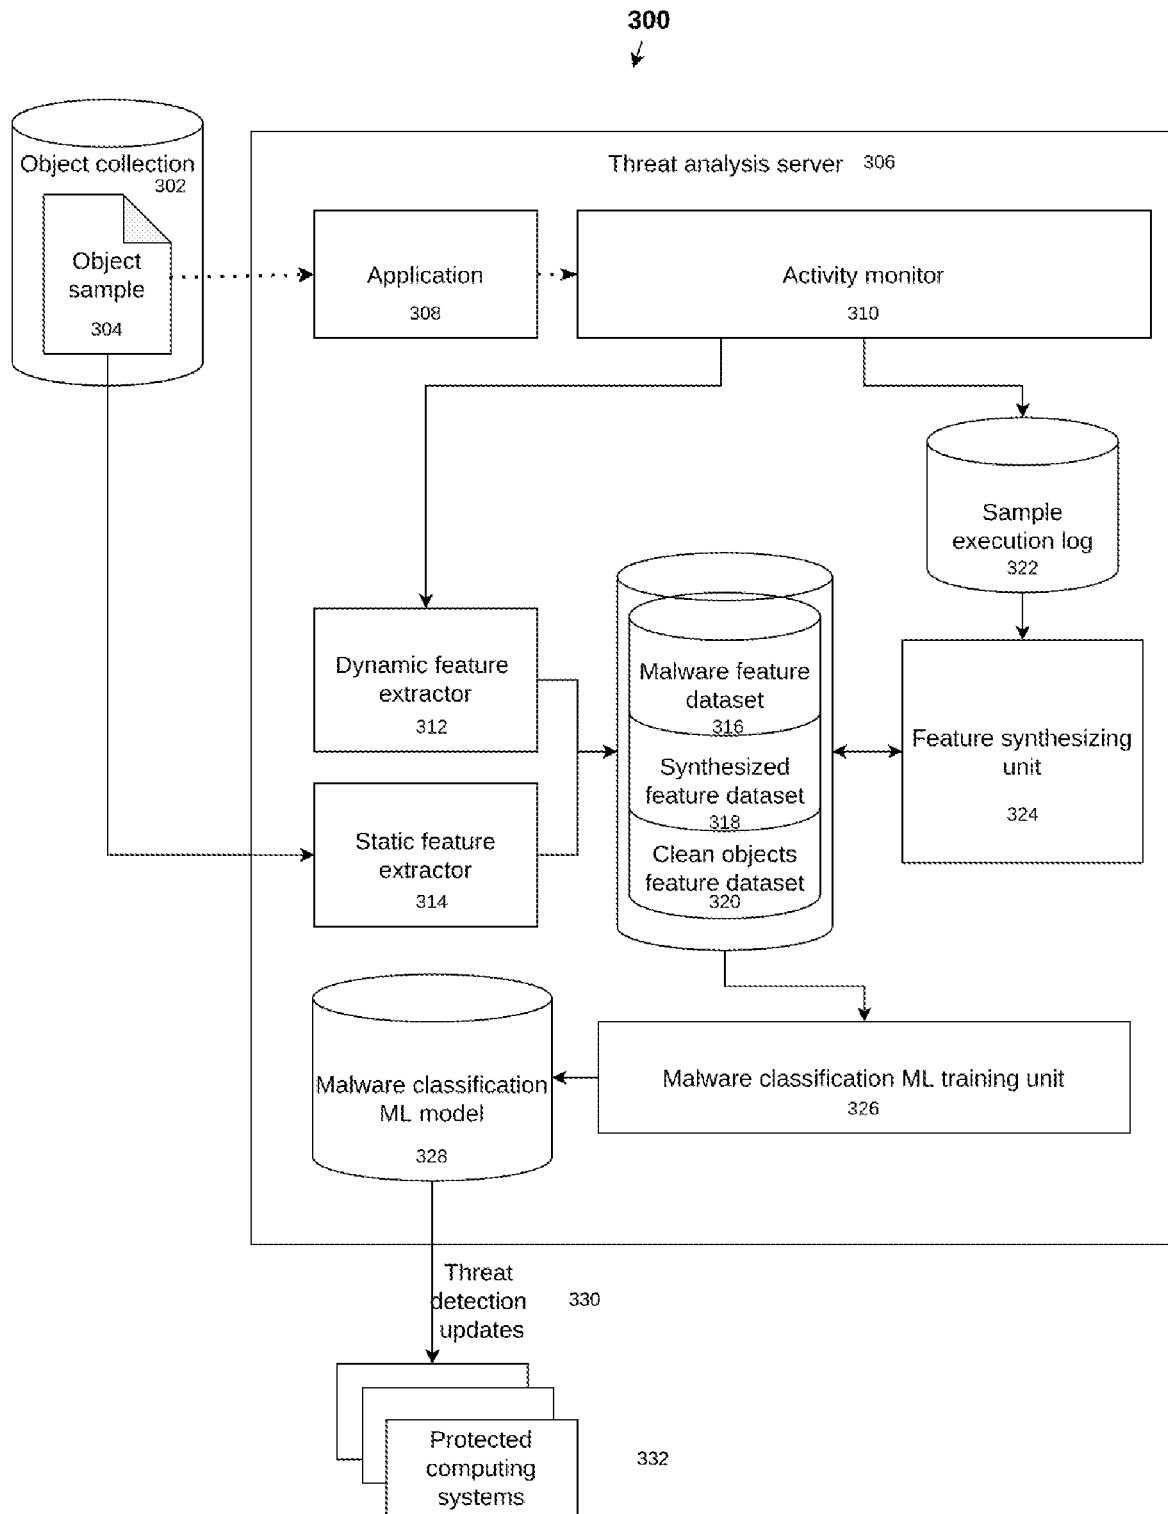 300
Threat analysis server 306
Object collection
302
Object
sample
304
Application
308
Activity monitor
310
Sample
execution log
322
Dynamic feature
extractor
312
Malware feature
dataset
316
Synthesized
feature dataset
318
Clean objects
feature dataset
320
Feature synthesizing
unit
324
Static feature
extractor
314
Malware classification
ML model
328
Malware classification ML training unit
326
Threat
detection
updates
330
Protected
computing
systems
332